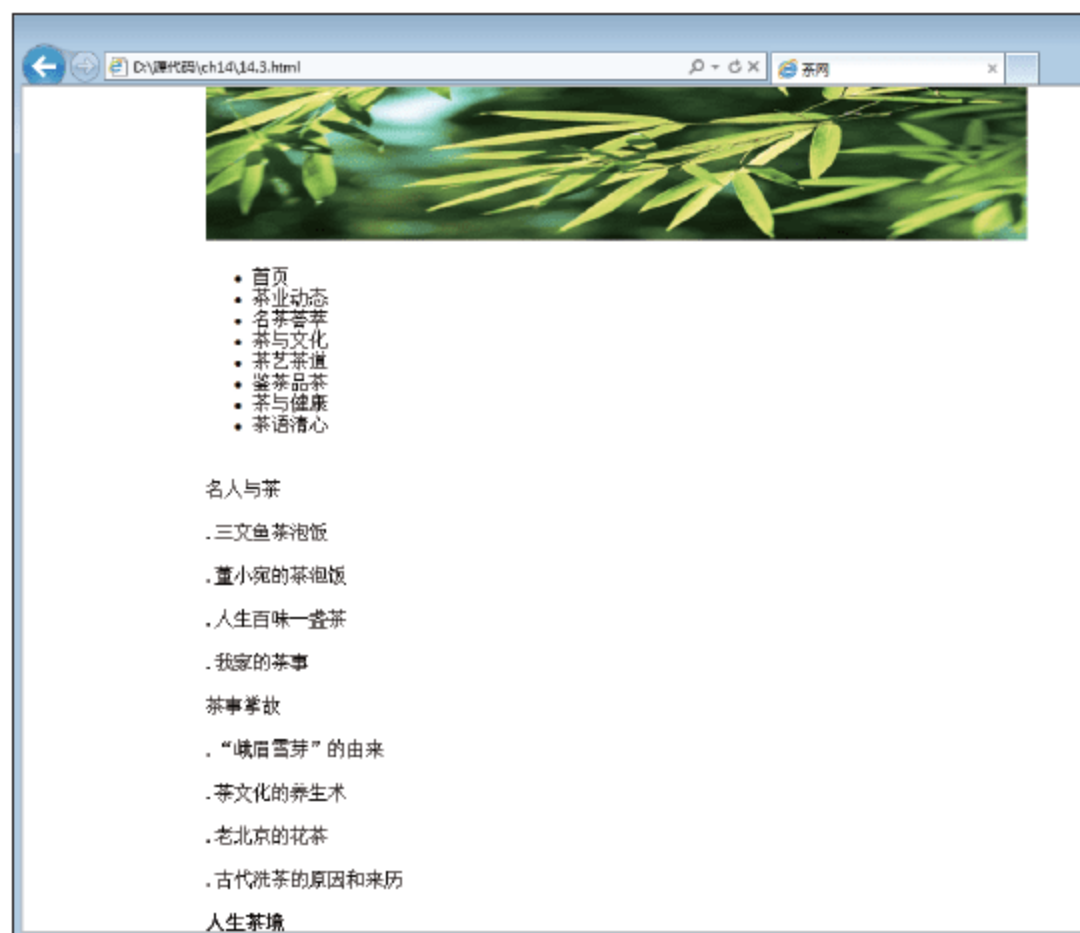 D:\源代码\ch14\14.3.html
茶网
首页
茶业动态
名茶荟萃
茶与文化
茶艺茶道
鉴茶品茶
茶与健康
茶语清心
名人与茶
.三文鱼茶泡饭
.董小宛的茶泡饭
.人生百味一盏茶
.我家的茶事
茶事掌故
.“峨眉雪芽”的由来
.茶文化的养生术
.老北京的花茶
.古代洗茶的原因和来历
人生茶境